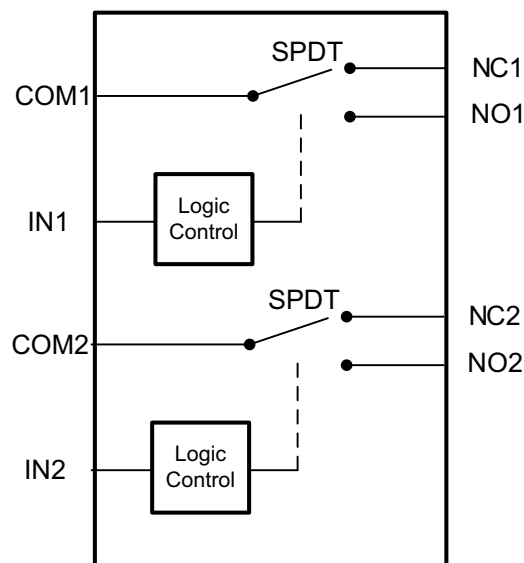 SPDT
NC1
COM1
NO1
Logic
Control
IN1
SPDT
NC2
COM2
NO2
Logic
Control
IN2